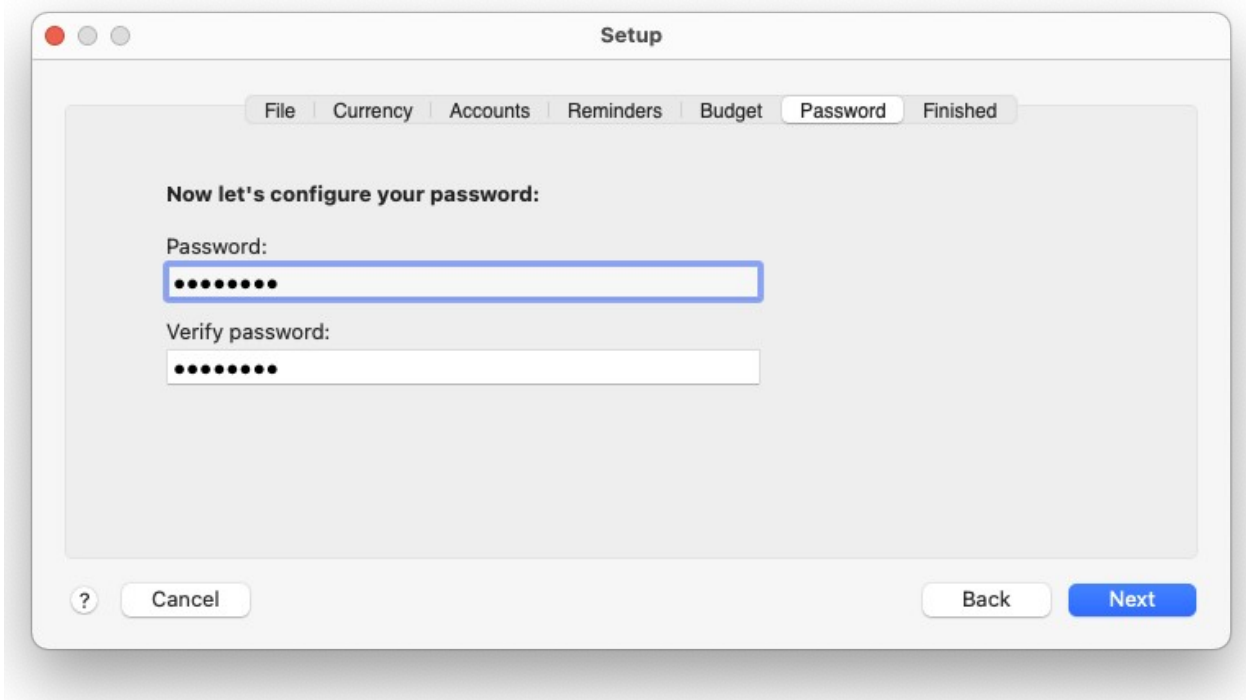 Setup
File Currency Accounts Reminders Budget Password Finished
Now let's configure your password:
Password:
••••••••
Verify password:
••••••••
? Cancel Back Next